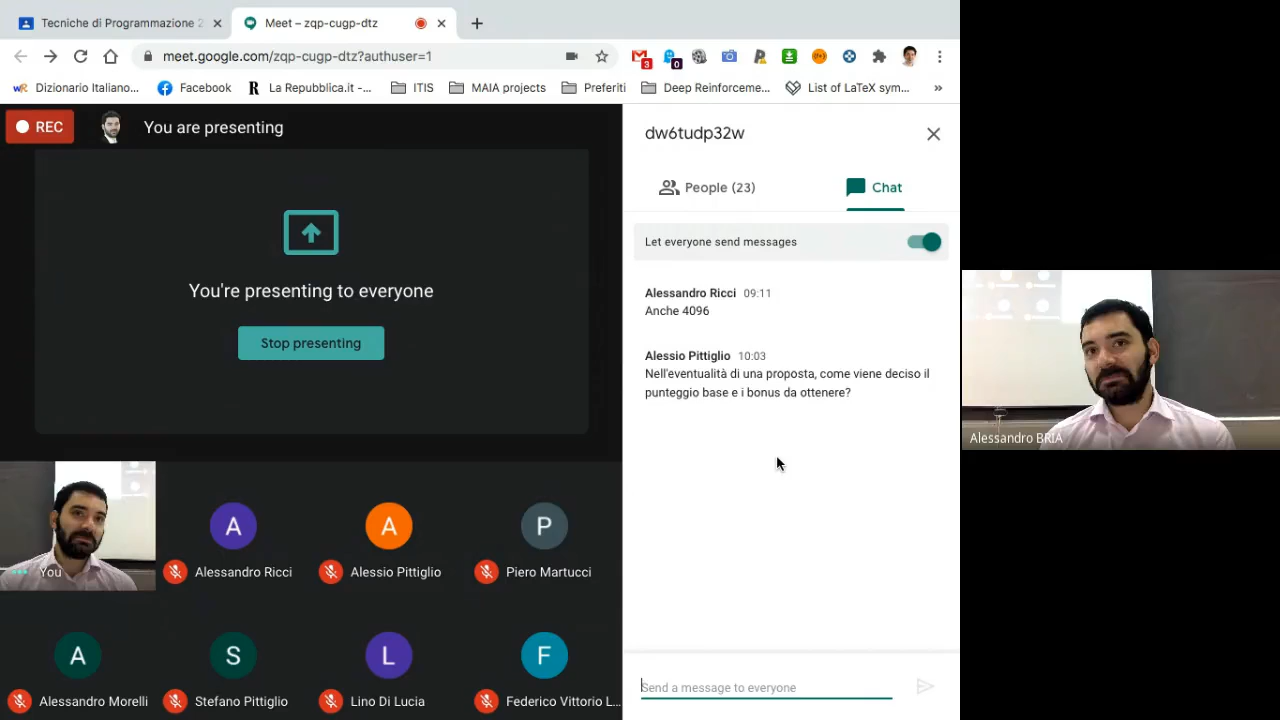 Tecniche di Programmazione 2
Meet – zqp-cugp-dtz
meet.google.com/zqp-cugp-dtz?authuser=1
3
0
Dizionario Italiano...
Facebook
La Repubblica.it -...
ITIS
MAIA projects
Preferiti
Deep Reinforceme...
List of LaTeX sym...
»
REC
You are presenting
You're presenting to everyone
Stop presenting
You
A
Alessandro Ricci
A
Alessio Pittiglio
P
Piero Martucci
A
Alessandro Morelli
S
Stefano Pittiglio
L
Lino Di Lucia
F
Federico Vittorio L...
dw6tudp32w
People (23)
Chat
Let everyone send messages
Alessandro Ricci 09:11
Anche 4096
Alessio Pittiglio 10:03
Nell'eventualità di una proposta, come viene deciso il
punteggio base e i bonus da ottenere?
Send a message to everyone
Alessandro BRIA